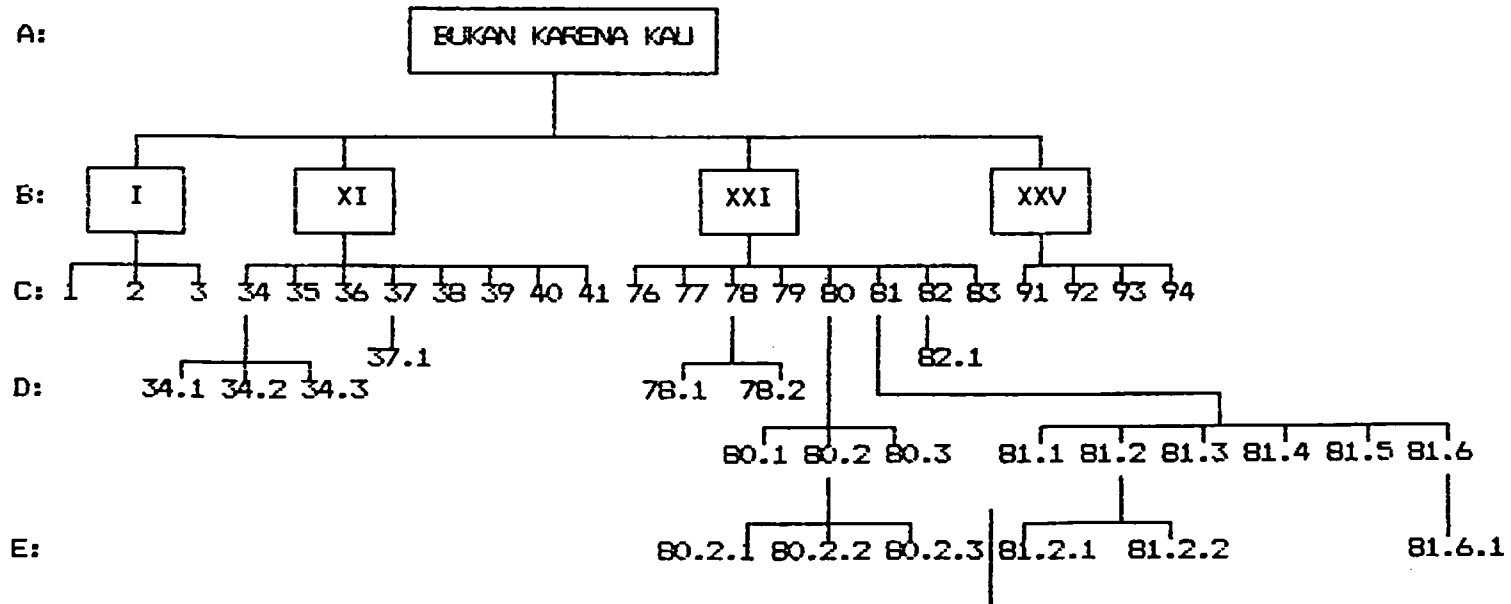 A: BUKAN KARENA KAU
B: I XI XXI XXV
C: 1 2 3 34 35 36 37 38 39 40 41 76 77 78 79 80 81 82 83 91 92 93 94
37.1 82.1
D: 34.1 34.2 34.3 78.1 78.2
80.1 80.2 80.3 81.1 81.2 81.3 81.4 81.5 81.6
E: 80.2.1 80.2.2 80.2.3 81.2.1 81.2.2 81.6.1